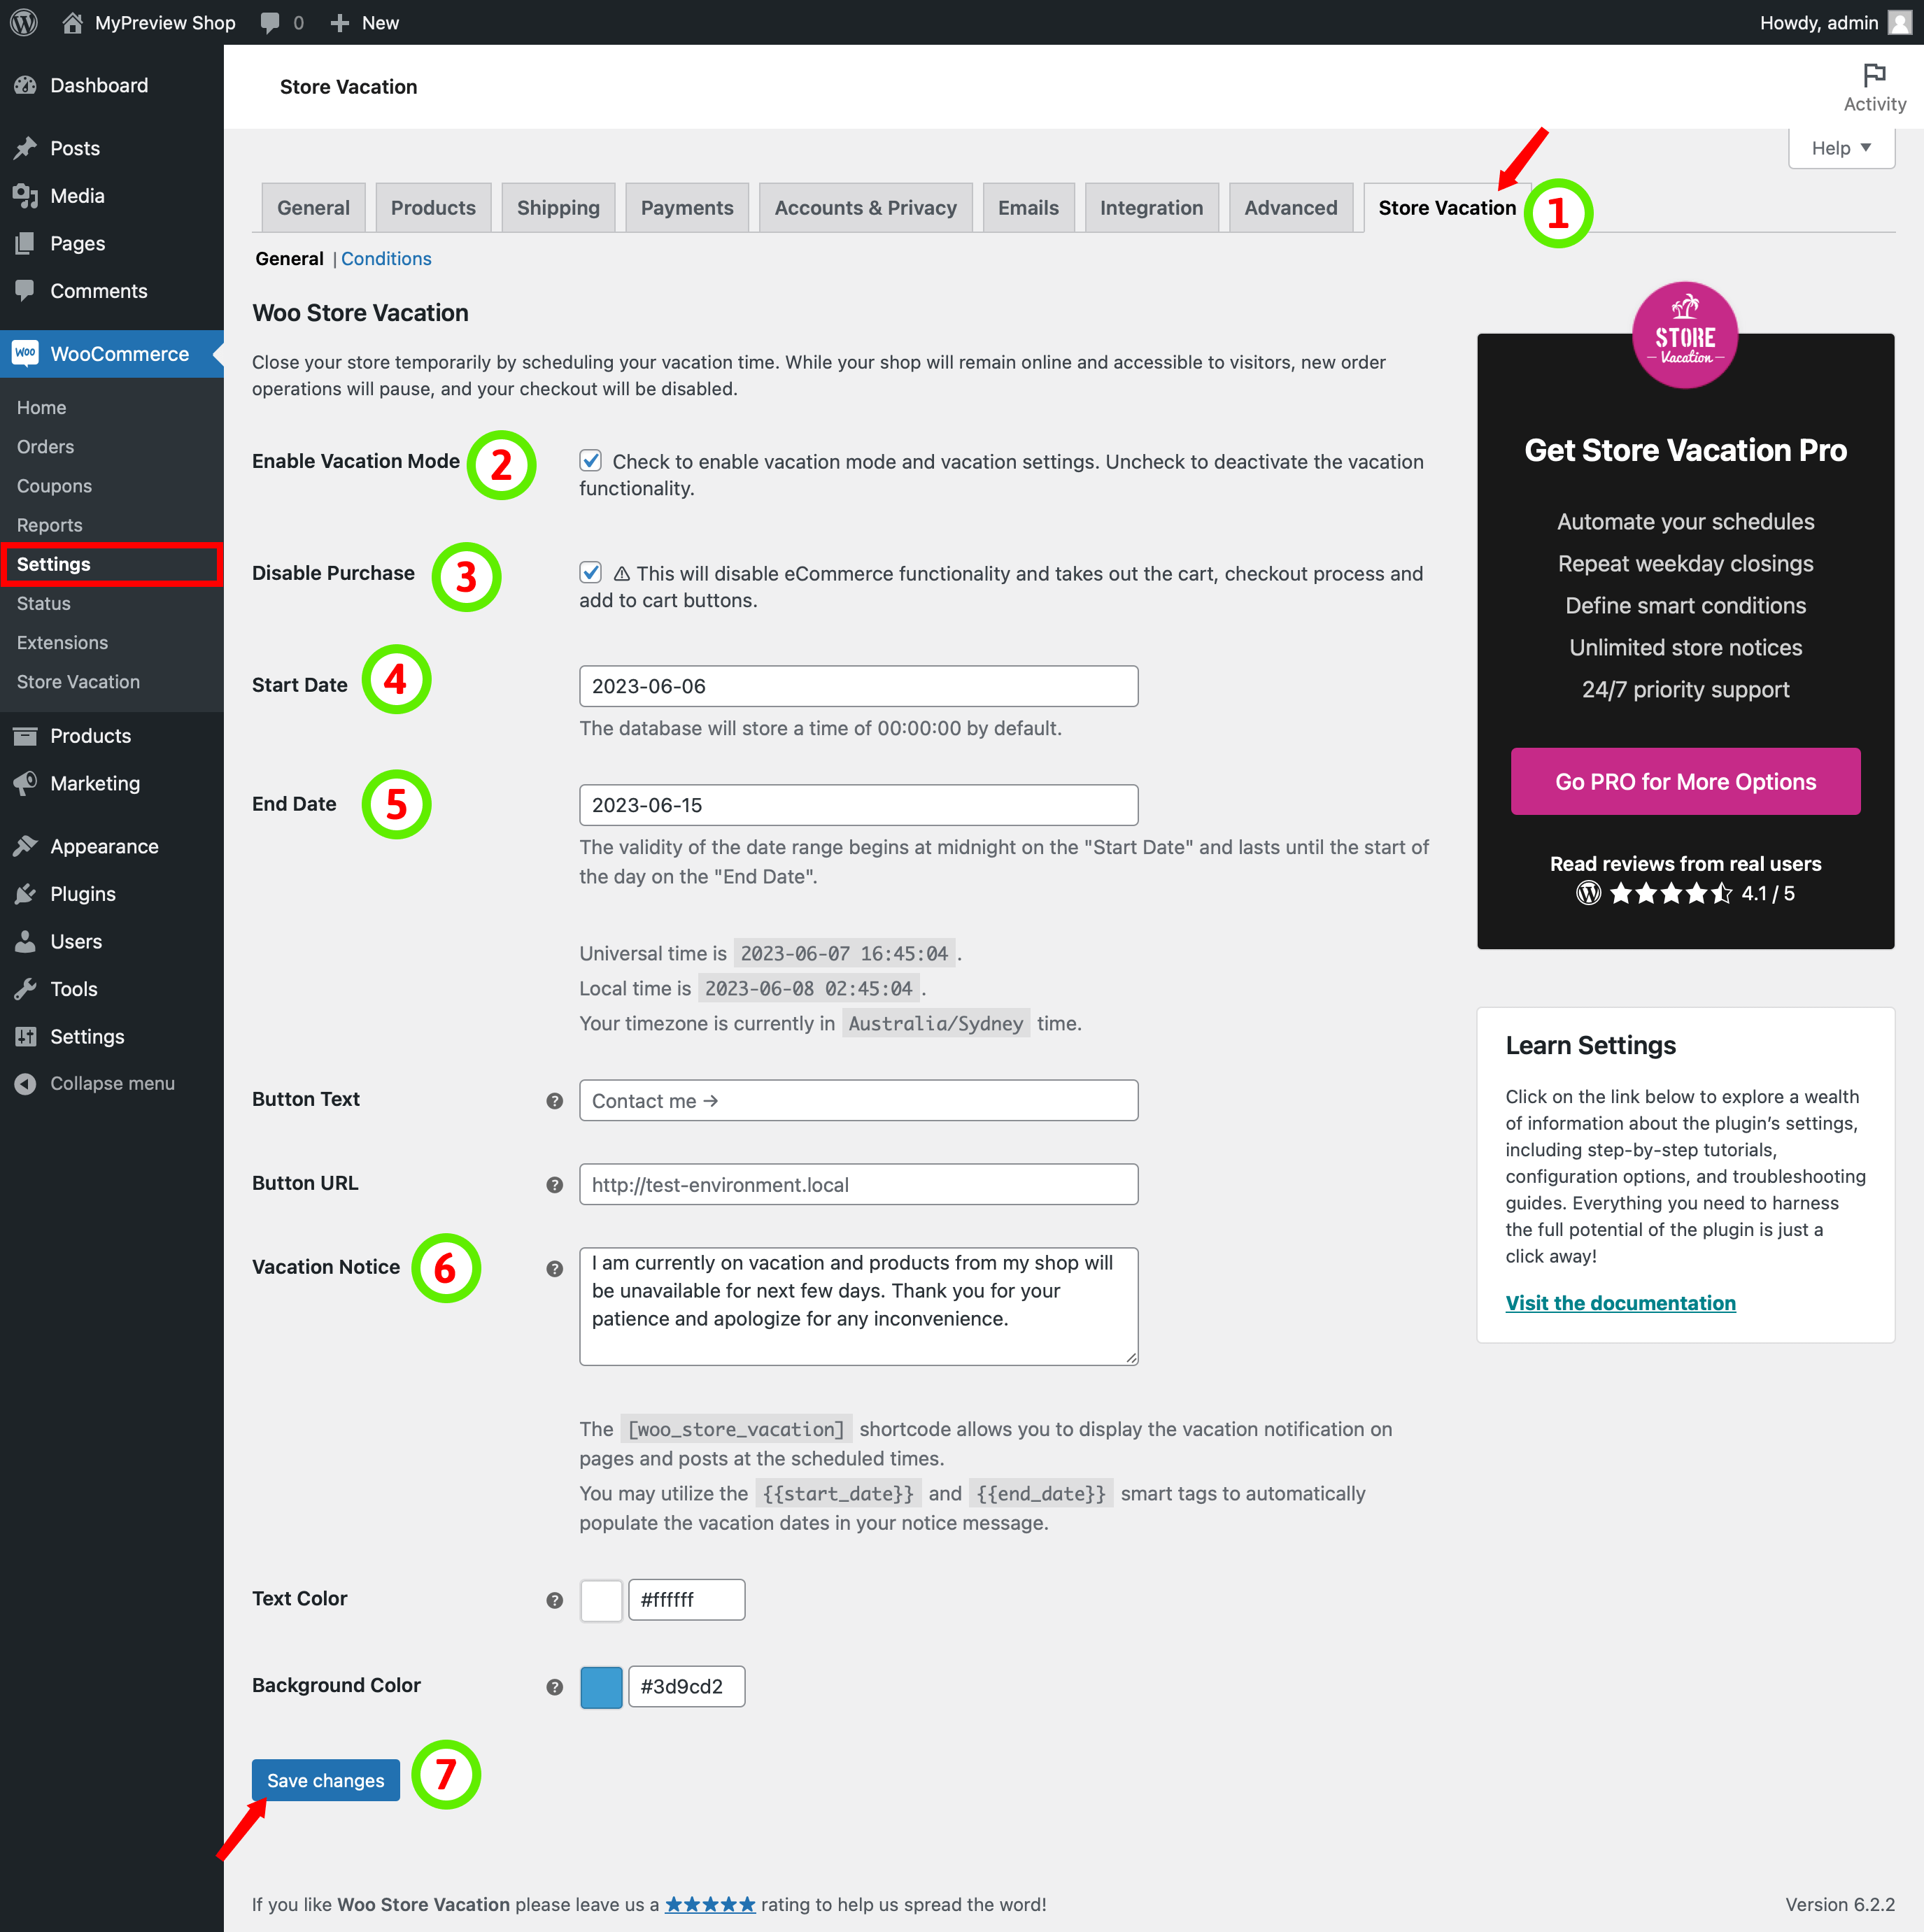 MyPreview Shop 0 New Howdy, admin
Dashboard
Posts
Media
Pages
Comments
WooCommerce
Home
Orders
Coupons
Reports
Settings
Status
Extensions
Store Vacation
Products
Marketing
Appearance
Plugins
Users
Tools
Settings
Collapse menu
Store Vacation
Activity
Help ▼
General Products Shipping Payments Accounts & Privacy Emails Integration Advanced Store Vacation 1
General | Conditions
Woo Store Vacation
Close your store temporarily by scheduling your vacation time. While your shop will remain online and accessible to visitors, new order
operations will pause, and your checkout will be disabled.
Enable Vacation Mode 2
Check to enable vacation mode and vacation settings. Uncheck to deactivate the vacation
functionality.
Disable Purchase 3
⚠ This will disable eCommerce functionality and takes out the cart, checkout process and
add to cart buttons.
Start Date 4
2023-06-06
The database will store a time of 00:00:00 by default.
End Date 5
2023-06-15
The validity of the date range begins at midnight on the "Start Date" and lasts until the start of
the day on the "End Date".
Universal time is 2023-06-07 16:45:04 .
Local time is 2023-06-08 02:45:04 .
Your timezone is currently in Australia/Sydney time.
Button Text ? Contact me →
Button URL ? http://test-environment.local
Vacation Notice 6 ?
I am currently on vacation and products from my shop will
be unavailable for next few days. Thank you for your
patience and apologize for any inconvenience.
The [woo_store_vacation] shortcode allows you to display the vacation notification on
pages and posts at the scheduled times.
You may utilize the {{start_date}} and {{end_date}} smart tags to automatically
populate the vacation dates in your notice message.
Text Color ? #ffffff
Background Color ? #3d9cd2
Save changes 7
STORE
Vacation
Get Store Vacation Pro
Automate your schedules
Repeat weekday closings
Define smart conditions
Unlimited store notices
24/7 priority support
Go PRO for More Options
Read reviews from real users
4.1 / 5
Learn Settings
Click on the link below to explore a wealth
of information about the plugin’s settings,
including step-by-step tutorials,
configuration options, and troubleshooting
guides. Everything you need to harness
the full potential of the plugin is just a
click away!
Visit the documentation
If you like Woo Store Vacation please leave us a ★★★★★ rating to help us spread the word!
Version 6.2.2